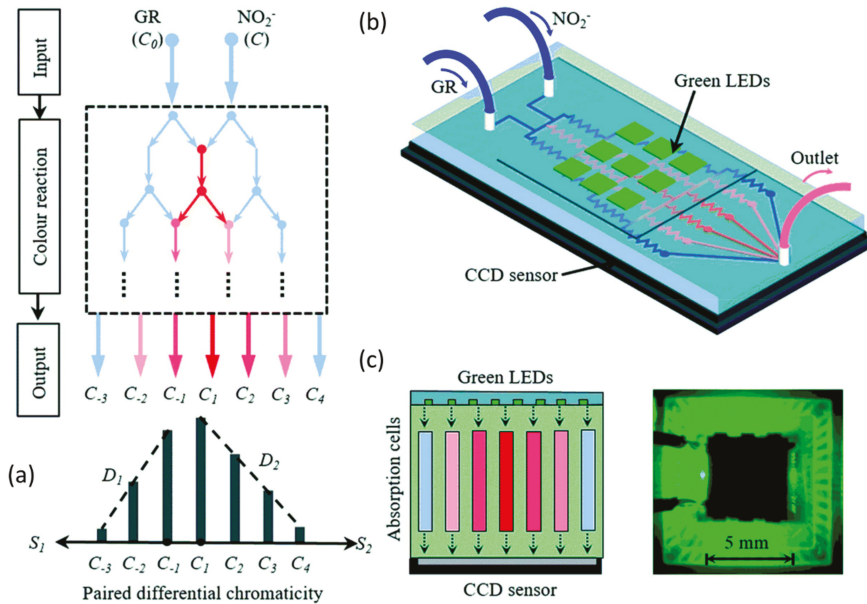 GR
(C₀)
NO₂⁻
(C)
Input
Colour reaction
Output
C₋₃
C₋₂
C₋₁
C₁
C₂
C₃
C₄
(a)
D₁
D₂
S₁
S₂
C₋₃
C₋₂
C₋₁
C₁
C₂
C₃
C₄
Paired differential chromaticity
(b)
NO₂⁻
GR
Green LEDs
Outlet
CCD sensor
(c)
Green LEDs
Absorption cells
CCD sensor
5 mm